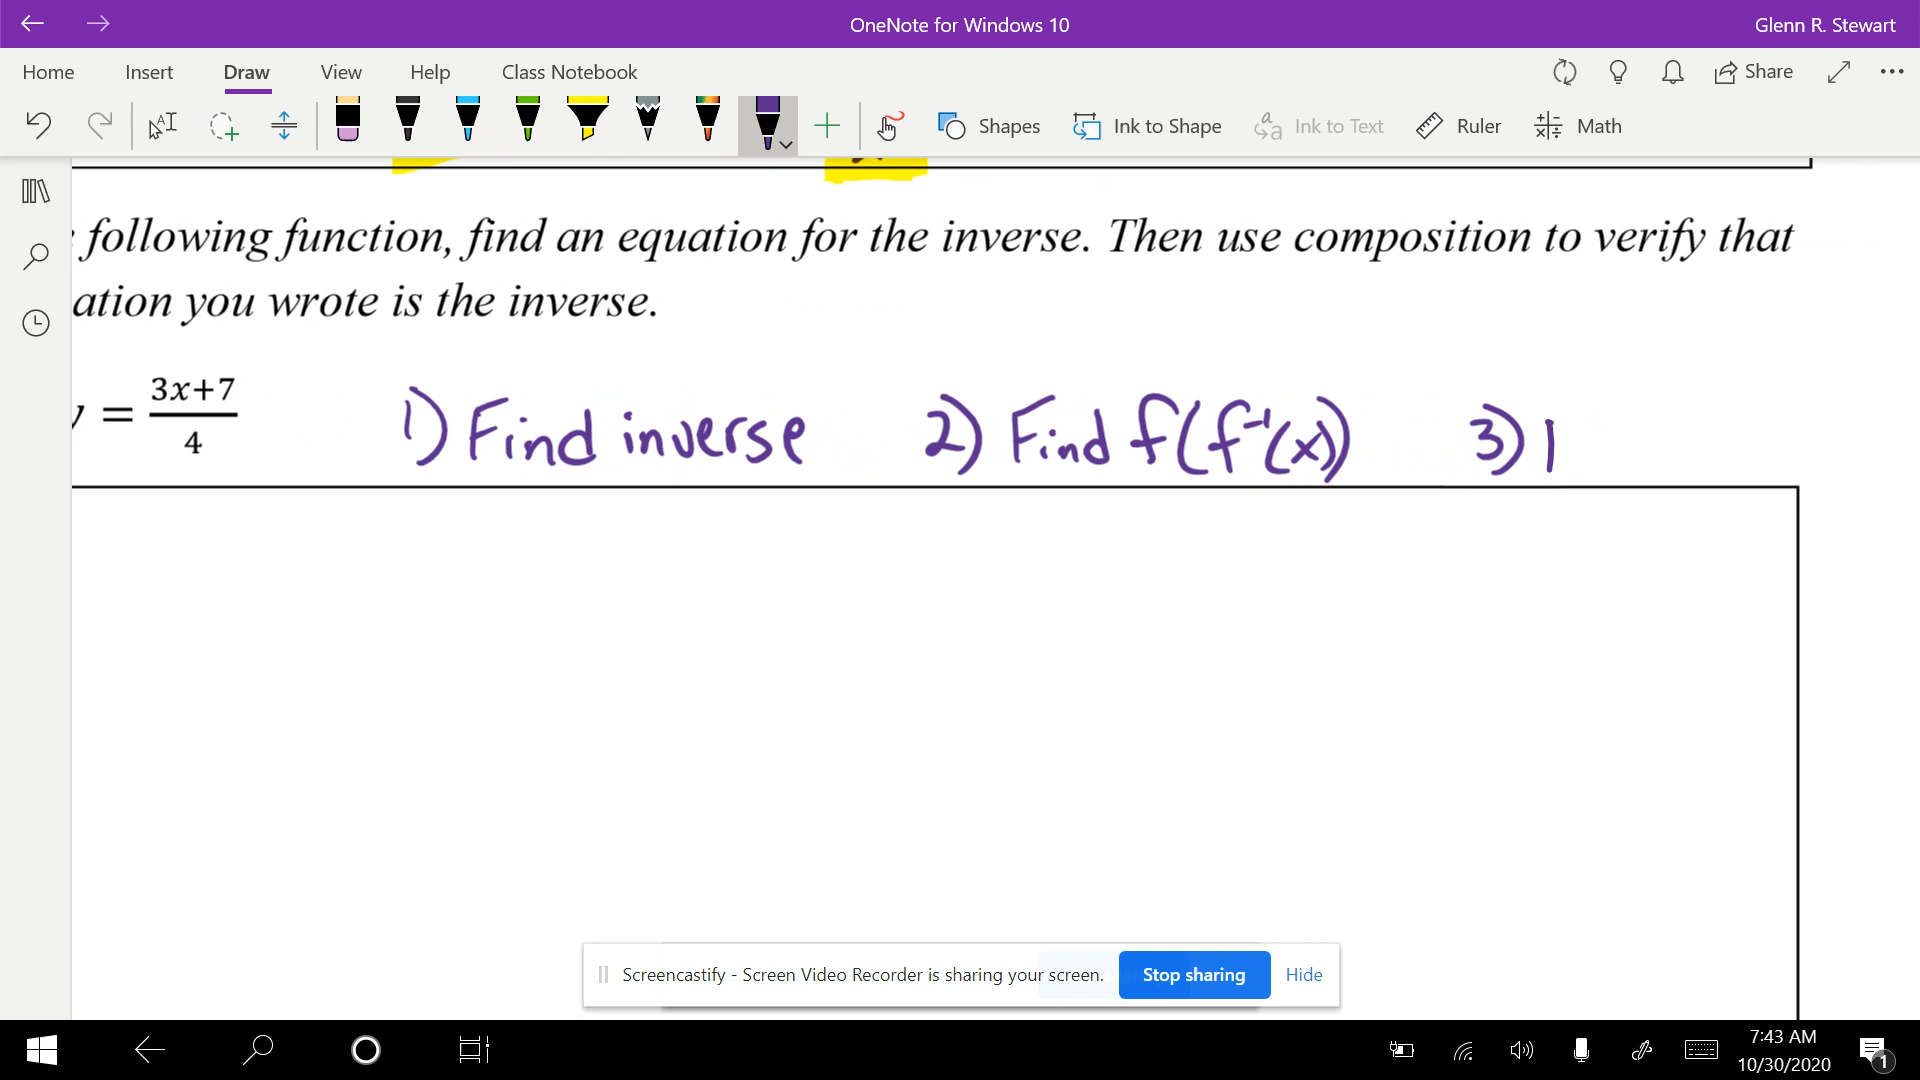 OneNote for Windows 10
Glenn R. Stewart
Home Insert Draw View Help Class Notebook Share
Shapes Ink to Shape Ink to Text Ruler Math
following function, find an equation for the inverse. Then use composition to verify that
ation you wrote is the inverse.
y = 3x+7
4
1) Find inverse 2) Find f(f⁻¹(x)) 3)
Screencastify - Screen Video Recorder is sharing your screen. Stop sharing Hide
7:43 AM
10/30/2020
1